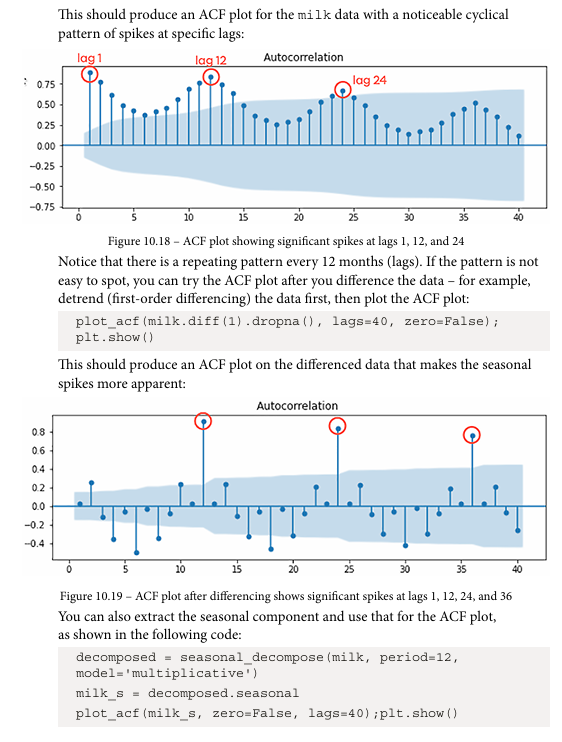 This should produce an ACF plot for the milk data with a noticeable cyclical
pattern of spikes at specific lags:
Autocorrelation
lag 1
lag 12
lag 24
0.75
0.50
0.25
0.00
−0.25
−0.50
−0.75
0 5 10 15 20 25 30 35 40
Figure 10.18 – ACF plot showing significant spikes at lags 1, 12, and 24
Notice that there is a repeating pattern every 12 months (lags). If the pattern is not
easy to spot, you can try the ACF plot after you difference the data – for example,
detrend (first-order differencing) the data first, then plot the ACF plot:
plot_acf(milk.diff(1).dropna(), lags=40, zero=False);
plt.show()
This should produce an ACF plot on the differenced data that makes the seasonal
spikes more apparent:
Autocorrelation
0.8
0.6
0.4
0.2
0.0
−0.2
−0.4
0 5 10 15 20 25 30 35 40
Figure 10.19 – ACF plot after differencing shows significant spikes at lags 1, 12, 24, and 36
You can also extract the seasonal component and use that for the ACF plot,
as shown in the following code:
decomposed = seasonal_decompose(milk, period=12,
model='multiplicative')
milk_s = decomposed.seasonal
plot_acf(milk_s, zero=False, lags=40);plt.show()